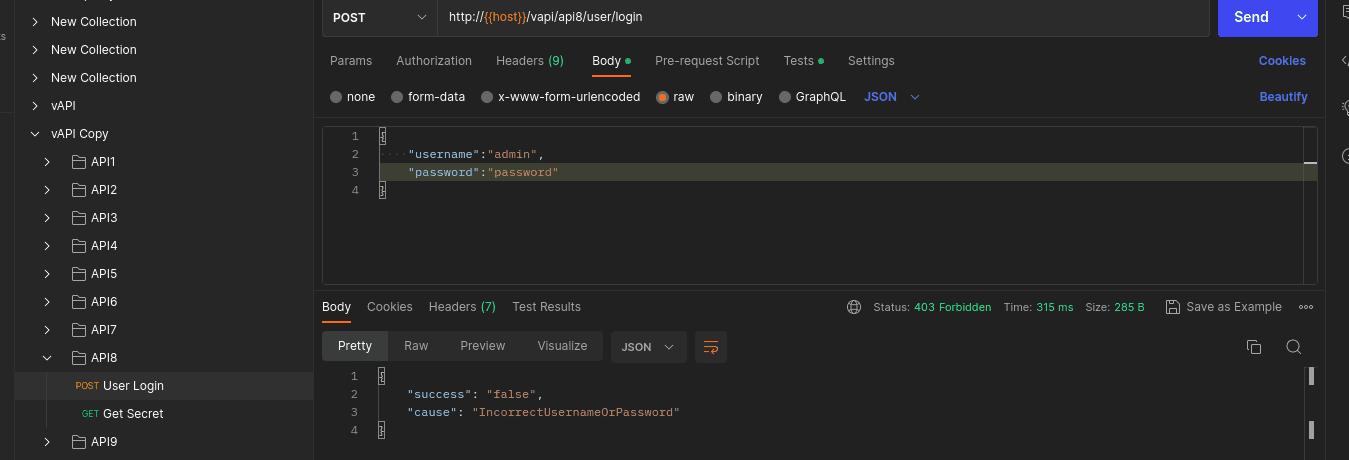 New Collection
New Collection
New Collection
vAPI
vAPI Copy
API1
API2
API3
API4
API5
API6
API7
API8
POST User Login
GET Get Secret
API9
POST
http://{{host}}/vapi/api8/user/login
Send
Params Authorization Headers (9) Body Pre-request Script Tests Settings Cookies
none form-data x-www-form-urlencoded raw binary GraphQL JSON Beautify
1 {
2 "username":"admin",
3 "password":"password"
4 }
Body Cookies Headers (7) Test Results Status: 403 Forbidden Time: 315 ms Size: 285 B Save as Example
Pretty Raw Preview Visualize JSON
1 {
2 "success": "false",
3 "cause": "IncorrectUsernameOrPassword"
4 }